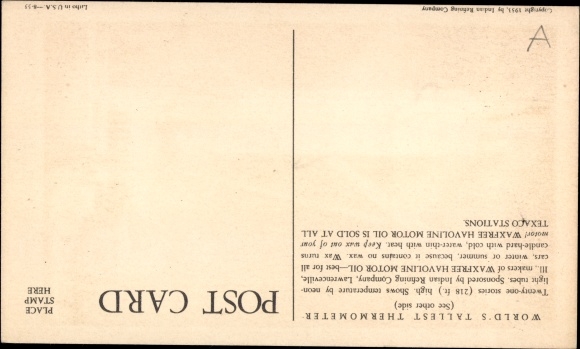 WORLD'S TALLEST THERMOMETER
(See other side)
Twenty-one stories (218 ft.) high. Shows temperature by neon-
light tubes. Sponsored by Indian Refining Company, Lawrenceville,
Ill., makers of WAXFREE HAVOLINE MOTOR OIL—best for all
cars, winter or summer, because it contains no wax. Wax turns
candle-hard with cold, water-thin with heat. Keep wax out of your
motor! WAXFREE HAVOLINE MOTOR OIL IS SOLD AT ALL
TEXACO STATIONS.
POST CARD
PLACE
STAMP
HERE
Copyright 1933, by Indian Refining Company
Litho in U.S.A.
A